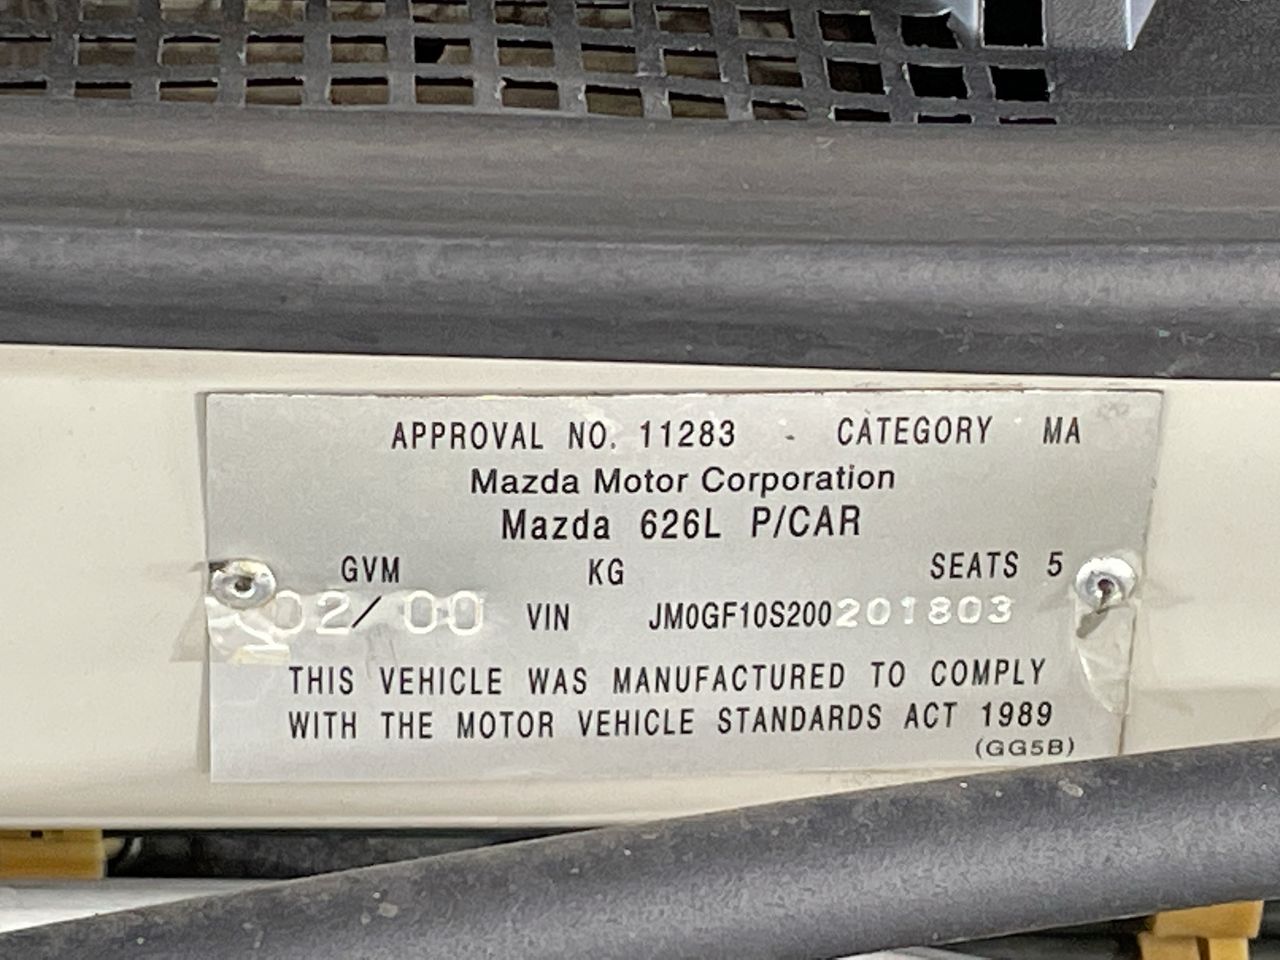 APPROVAL NO. 11283 - CATEGORY MA
Mazda Motor Corporation
Mazda 626L P/CAR
GVM KG SEATS 5
02/00 VIN JM0GF10S200201803
THIS VEHICLE WAS MANUFACTURED TO COMPLY
WITH THE MOTOR VEHICLE STANDARDS ACT 1989
(GG5B)